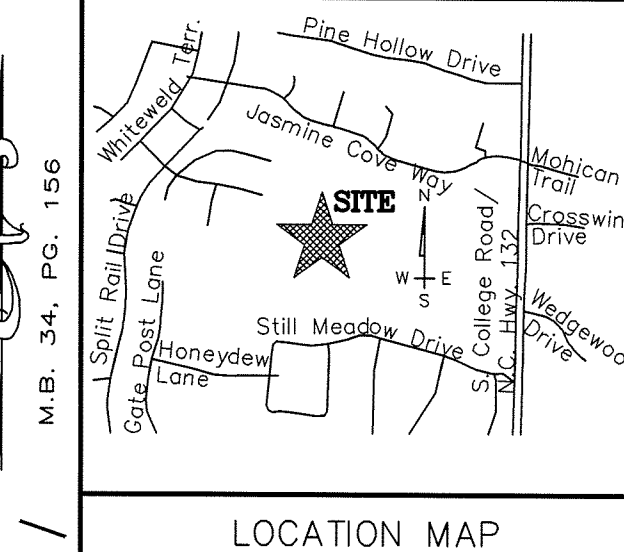 M.B. 34, PG. 156
Pine Hollow Drive
Whiteweld Terr.
Jasmine Cove Way
Mohican
Trail
SITE
N
W E
S
Crosswin
Drive
S. College Road/
N.C. Hwy. 132
Split Rail Drive
Gate Post Lane
Still Meadow Drive
Wedgewoo
Drive
Honeydew
Lane
LOCATION MAP